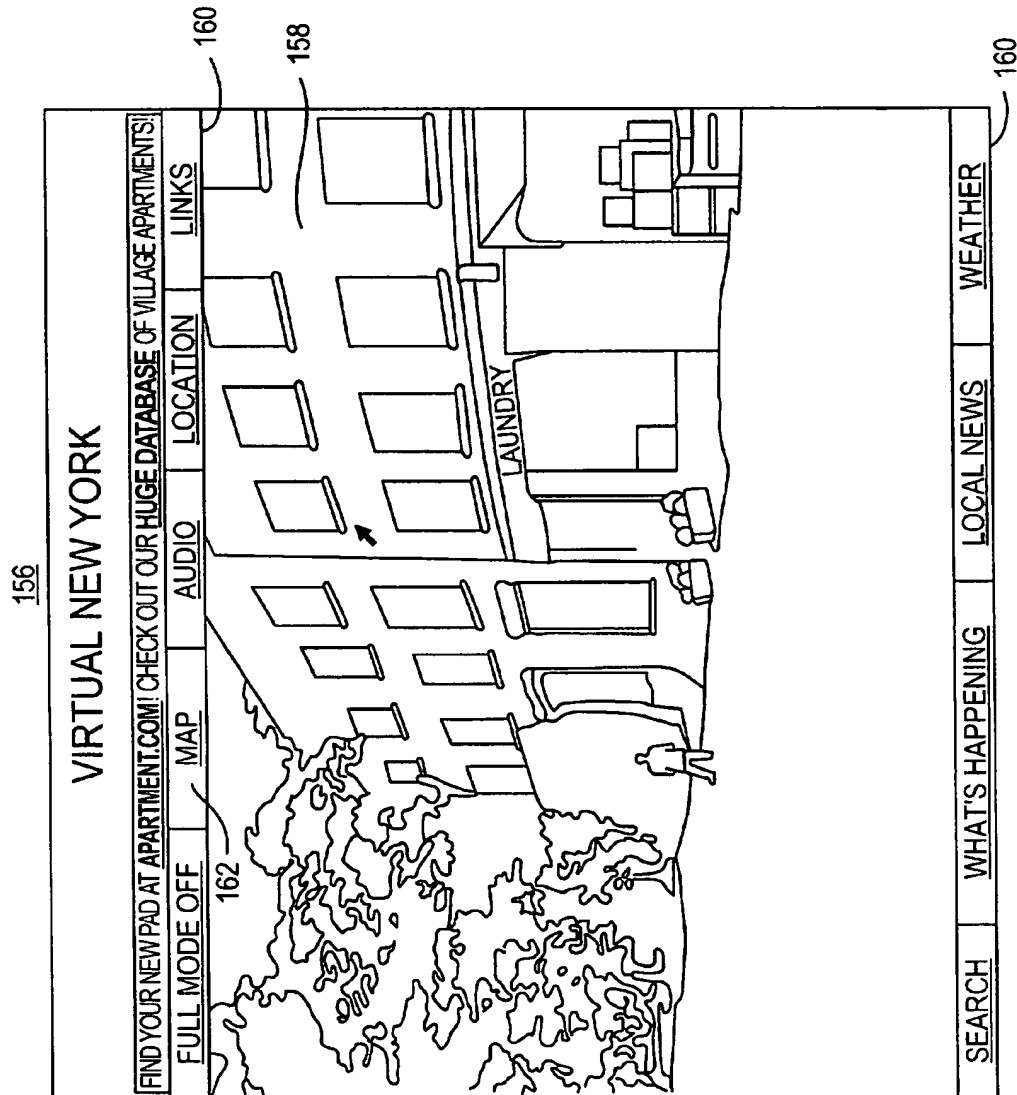 156
VIRTUAL NEW YORK
FIND YOUR NEW PAD AT APARTMENT.COM! CHECK OUT OUR HUGE DATABASE OF VILLAGE APARTMENTS!
FULL MODE OFF MAP AUDIO LOCATION LINKS
160
162
158
LAUNDRY
SEARCH WHAT'S HAPPENING LOCAL NEWS WEATHER
160